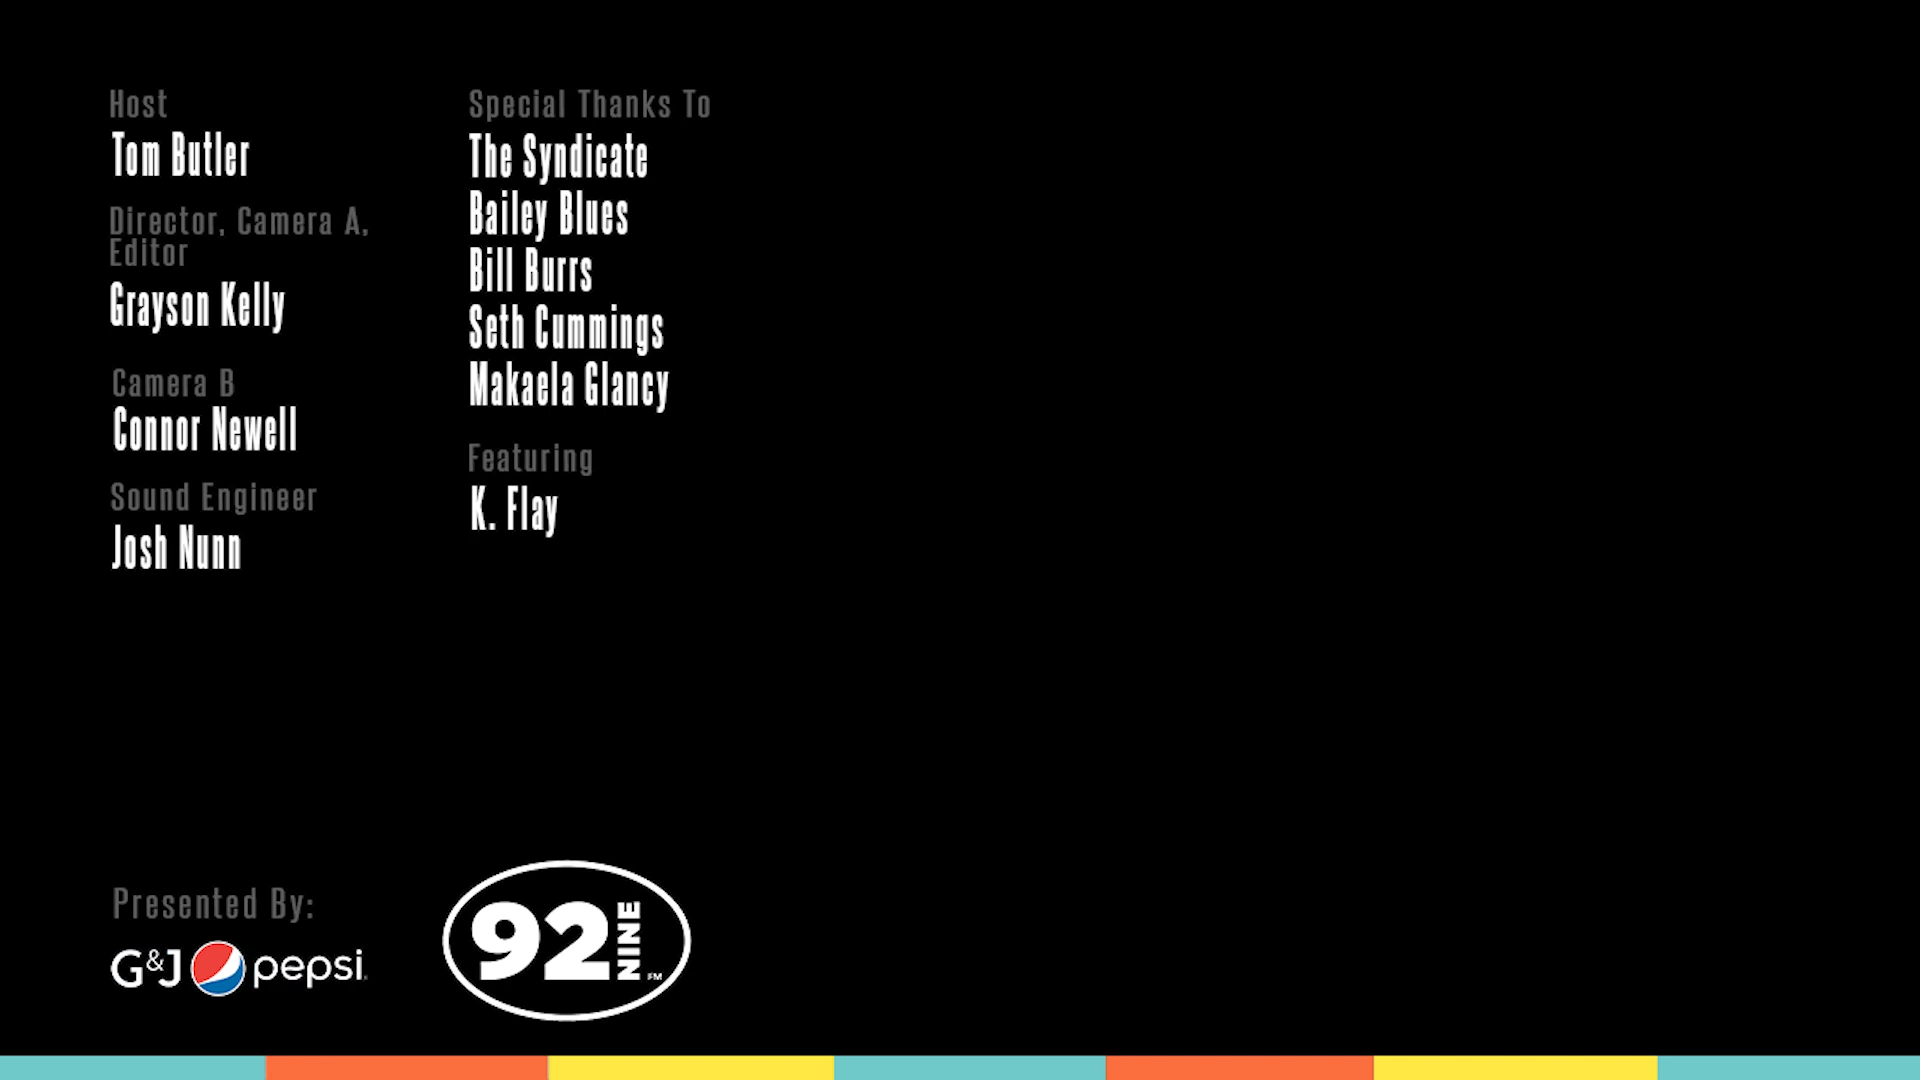 Host
Tom Butler
Director, Camera A,
Editor
Grayson Kelly
Camera B
Connor Newell
Sound Engineer
Josh Nunn
Special Thanks To
The Syndicate
Bailey Blues
Bill Burrs
Seth Cummings
Makaela Glancy
Featuring
K. Flay
Presented By:
G&J pepsi.
92 NINE FM